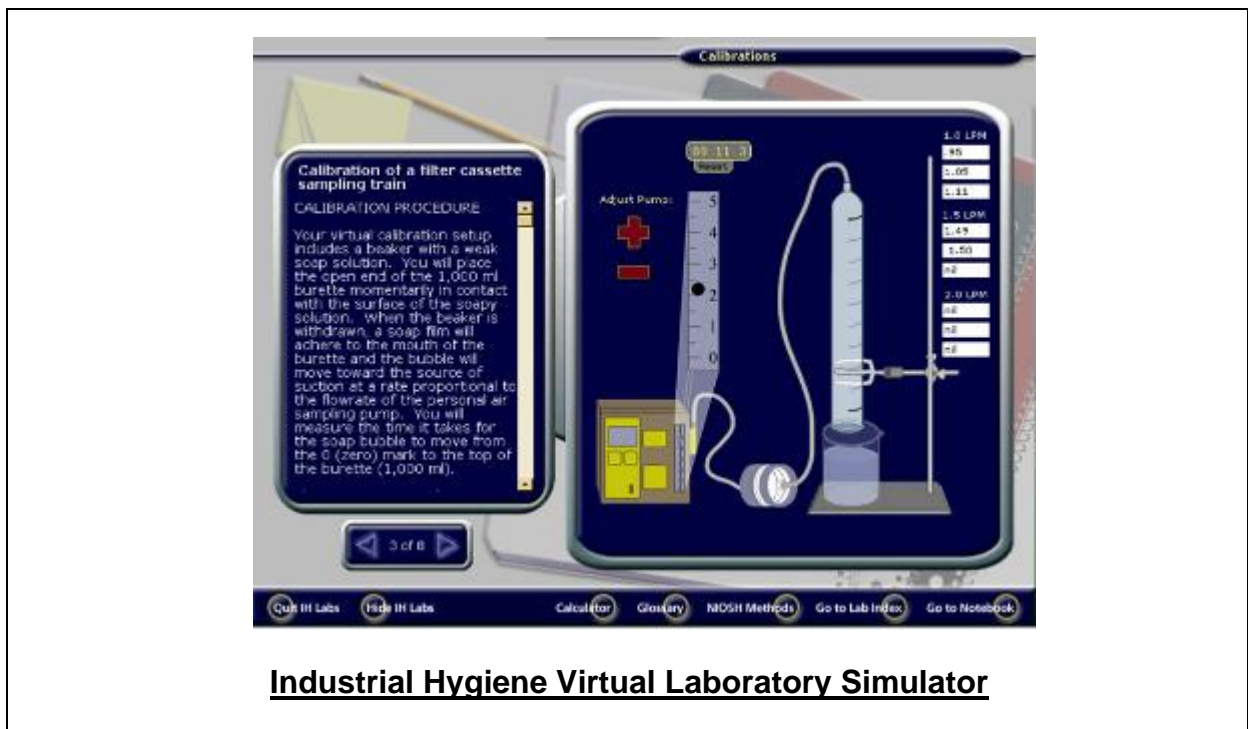 Calibrations
Calibration of a filter cassette
sampling train
CALIBRATION PROCEDURE
Your virtual calibration setup
includes a beaker with a weak
soap solution. You will place
the open end of the 1,000 ml
burette momentarily in contact
with the surface of the soapy
solution. When the beaker is
withdrawn, a soap film will
adhere to the mouth of the
burette and the bubble will
move toward the source of
suction at a rate proportional to
the flowrate of the personal air
sampling pump. You will
measure the time it takes for
the soap bubble to move from
the 0 (zero) mark to the top of
the burette (1,000 ml).
3 of 8
Reset
Adjust Pump:
5
4
3
2
1
0
1.0 LPM
.95
1.05
1.11
1.5 LPM
1.49
1.50
ml
2.0 LPM
ml
ml
ml
Quit IH Labs
Hide IH Labs
Calculator
Glossary
NIOSH Methods
Go to Lab Index
Go to Notebook
Industrial Hygiene Virtual Laboratory Simulator